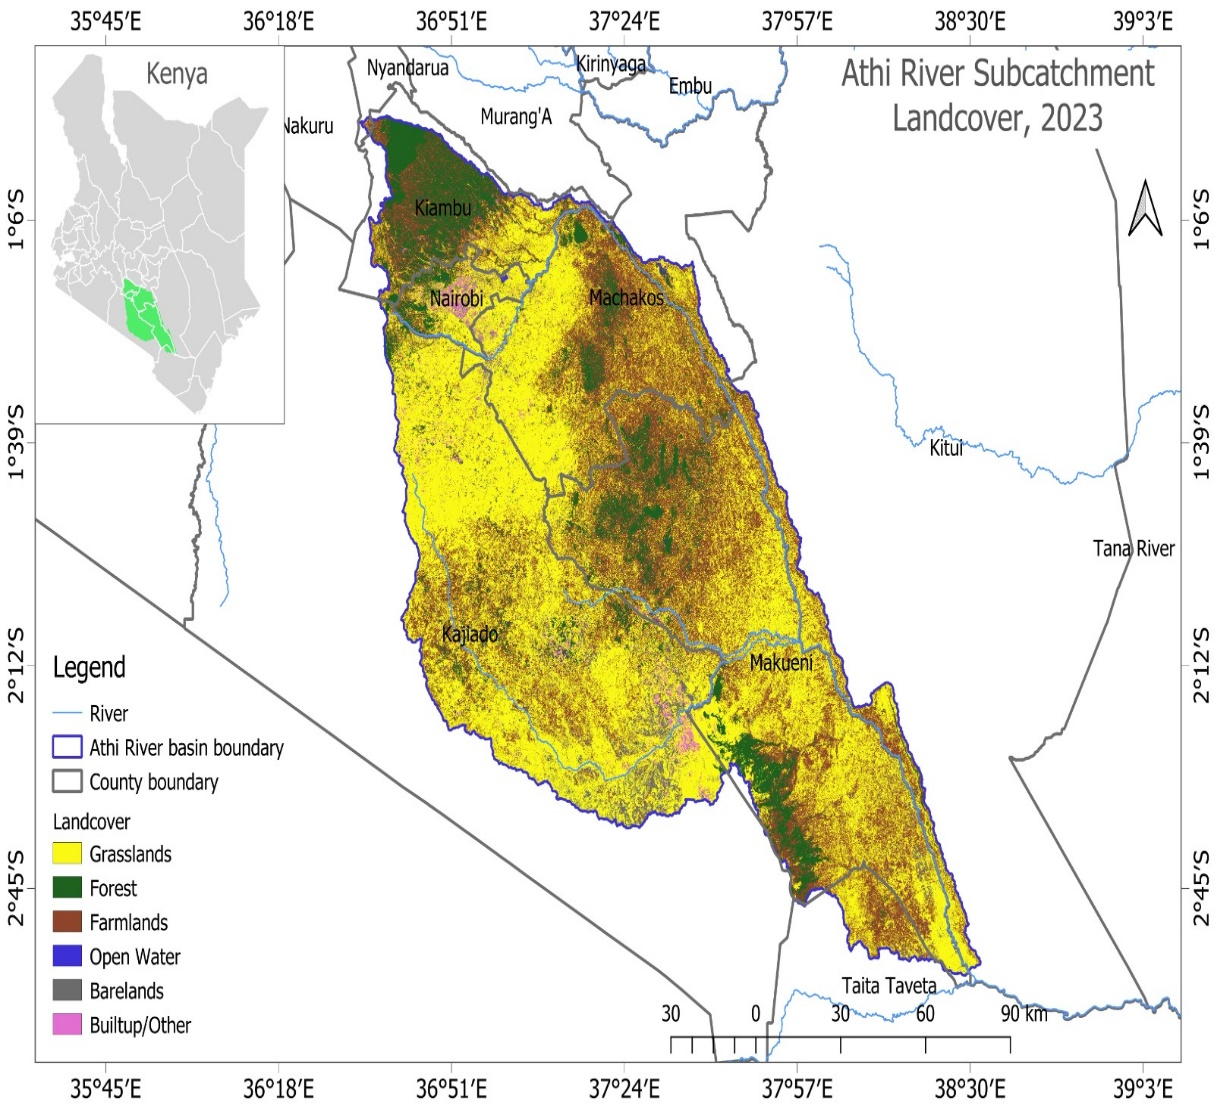 35°45′E 36°18′E 36°51′E 37°24′E 37°57′E 38°30′E 39°3′E
Kenya
Athi River Subcatchment
Landcover, 2023
Nyandarua
Kirinyaga
Embu
Murang'A
Nakuru
Kiambu
1°6′S
1°6′S
Nairobi
Machakos
1°39′S
1°39′S
Kitui
Tana River
Kajiado
Makueni
2°12′S
2°12′S
Legend
River
Athi River basin boundary
County boundary
Landcover
Grasslands
Forest
Farmlands
Open Water
Barelands
Builtup/Other
2°45′S
2°45′S
Taita Taveta
30 0 30 60 90 km
35°45′E 36°18′E 36°51′E 37°24′E 37°57′E 38°30′E 39°3′E